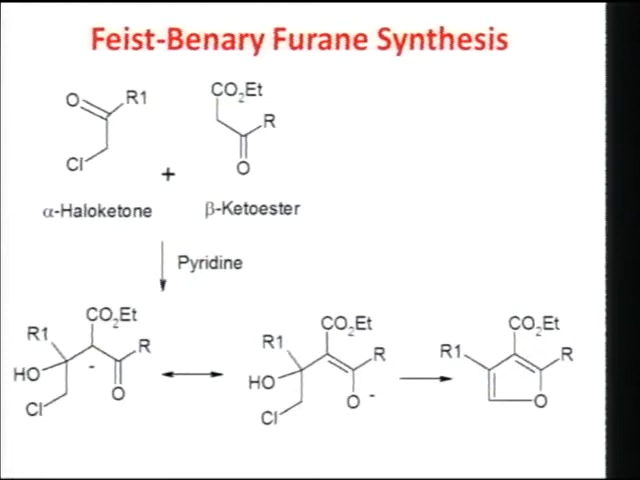 Feist-Benary Furane Synthesis
O R1 CO₂Et
R
Cl O
+
α-Haloketone β-Ketoester
Pyridine
CO₂Et CO₂Et CO₂Et
R1 R R1 R R1 R
HO - O HO O - O
Cl Cl